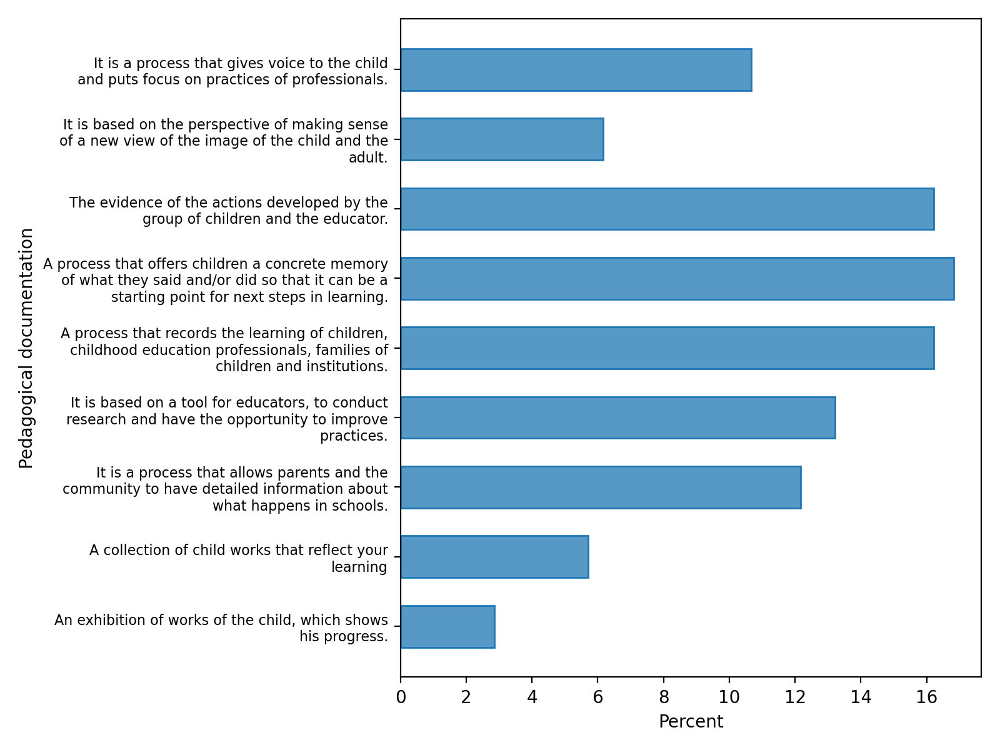 It is a process that gives voice to the child
and puts focus on practices of professionals.
It is based on the perspective of making sense
of a new view of the image of the child and the
adult.
The evidence of the actions developed by the
group of children and the educator.
A process that offers children a concrete memory
of what they said and/or did so that it can be a
starting point for next steps in learning.
A process that records the learning of children,
childhood education professionals, families of
children and institutions.
It is based on a tool for educators, to conduct
research and have the opportunity to improve
practices.
It is a process that allows parents and the
community to have detailed information about
what happens in schools.
A collection of child works that reflect your
learning
An exhibition of works of the child, which shows
his progress.
Pedagogical documentation
0 2 4 6 8 10 12 14 16
Percent